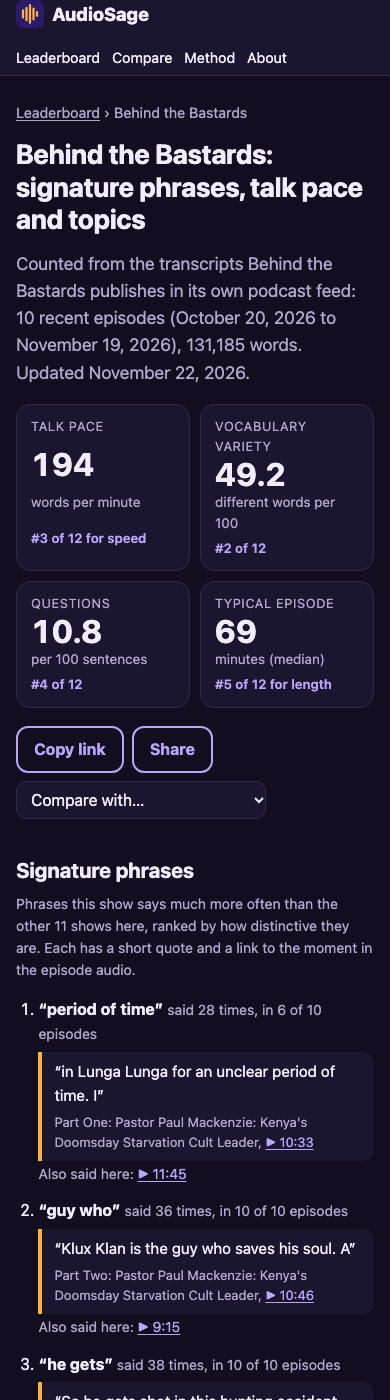 AudioSage
Leaderboard Compare Method About
Leaderboard › Behind the Bastards
Behind the Bastards:
signature phrases, talk pace
and topics
Counted from the transcripts Behind the
Bastards publishes in its own podcast feed:
10 recent episodes (October 20, 2026 to
November 19, 2026), 131,185 words.
Updated November 22, 2026.
TALK PACE
194
words per minute
#3 of 12 for speed
VOCABULARY
VARIETY
49.2
different words per
100
#2 of 12
QUESTIONS
10.8
per 100 sentences
#4 of 12
TYPICAL EPISODE
69
minutes (median)
#5 of 12 for length
Copy link
Share
Compare with...
Signature phrases
Phrases this show says much more often than the
other 11 shows here, ranked by how distinctive they
are. Each has a short quote and a link to the moment in
the episode audio.
1. “period of time” said 28 times, in 6 of 10
episodes
“in Lunga Lunga for an unclear period of
time. I”
Part One: Pastor Paul Mackenzie: Kenya's
Doomsday Starvation Cult Leader, ▶ 10:33
Also said here: ▶ 11:45
2. “guy who” said 36 times, in 10 of 10 episodes
“Klux Klan is the guy who saves his soul. A”
Part Two: Pastor Paul Mackenzie: Kenya's
Doomsday Starvation Cult Leader, ▶ 10:46
Also said here: ▶ 9:15
3. “he gets” said 38 times, in 10 of 10 episodes
“So he gets shot in this hunting accident